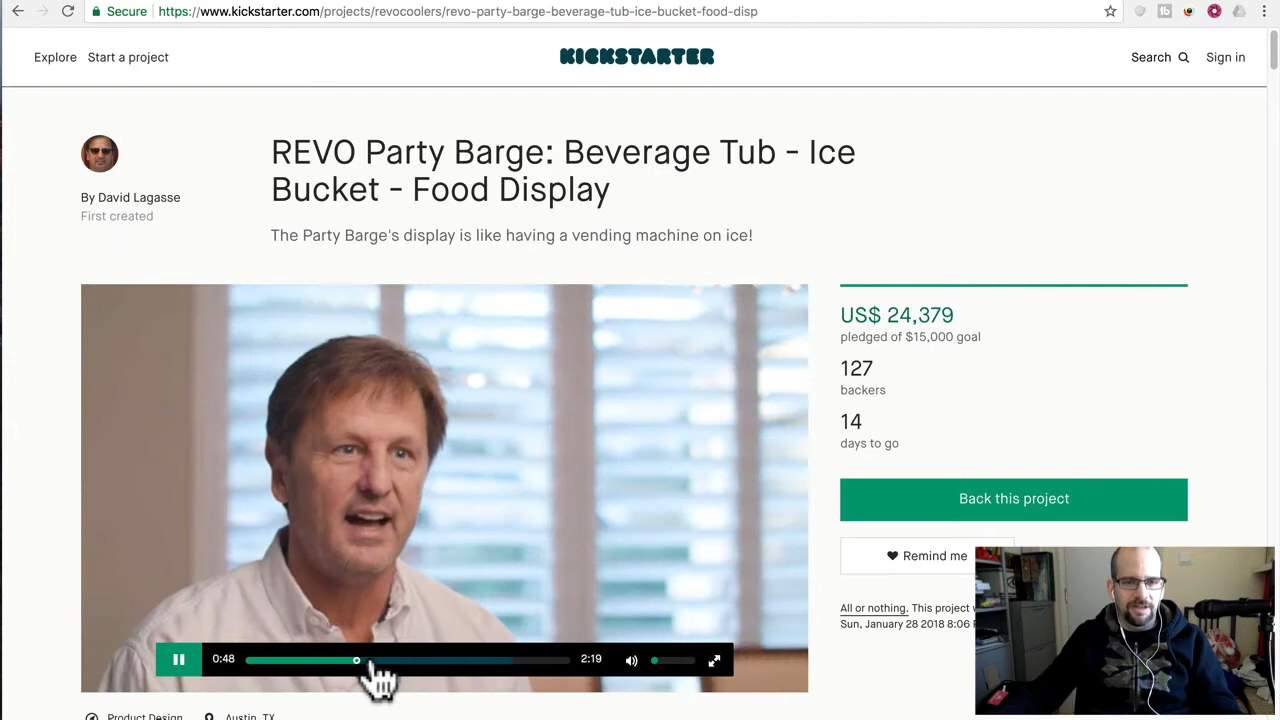 Secure https://www.kickstarter.com/projects/revocoolers/revo-party-barge-beverage-tub-ice-bucket-food-disp
Explore Start a project KICKSTARTER Search Sign in
REVO Party Barge: Beverage Tub - Ice
Bucket - Food Display
By David Lagasse
First created
The Party Barge's display is like having a vending machine on ice!
US$ 24,379
pledged of $15,000 goal
127
backers
14
days to go
Back this project
Remind me
All or nothing. This project
Sun, January 28 2018 8:06
0:48 2:19
Product Design Austin, TX